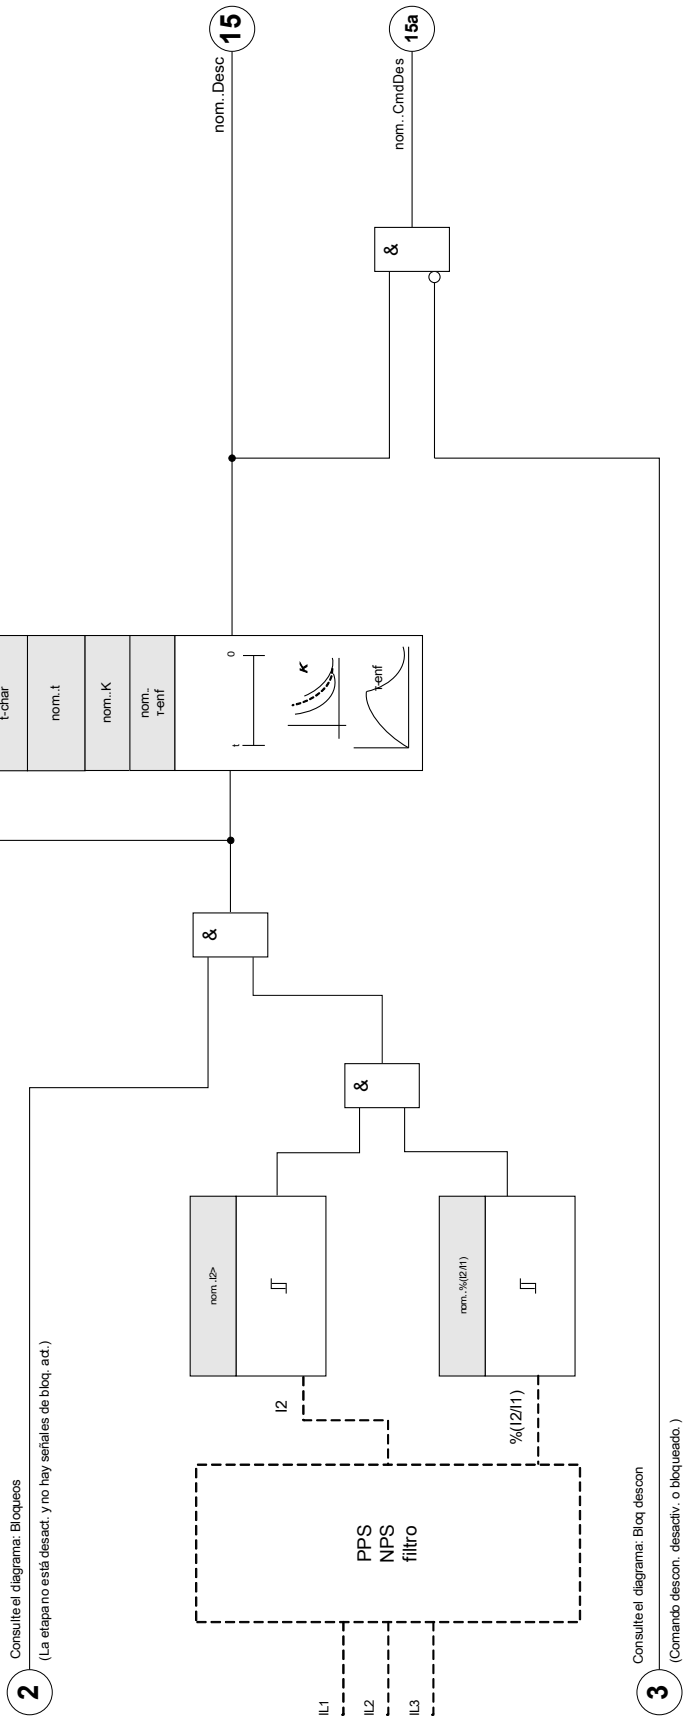 2
Consulte el diagrama: Bloqueos
(La etapa no está desact. y no hay señales de bloq. act.)
IL1
IL2
IL3
PPS
NPS
filtro
I2
%(I2/I1)
nom..I2>
nom..%(I2/I1)
&
&
t-char
nom..t
nom..K
nom..
τ-enf
t
0
K
τ-enf
nom..Desc
15
&
nom..CmdDes
15a
3
Consulte el diagrama: Bloq descon
(Comando descon. desactiv. o bloqueado. )